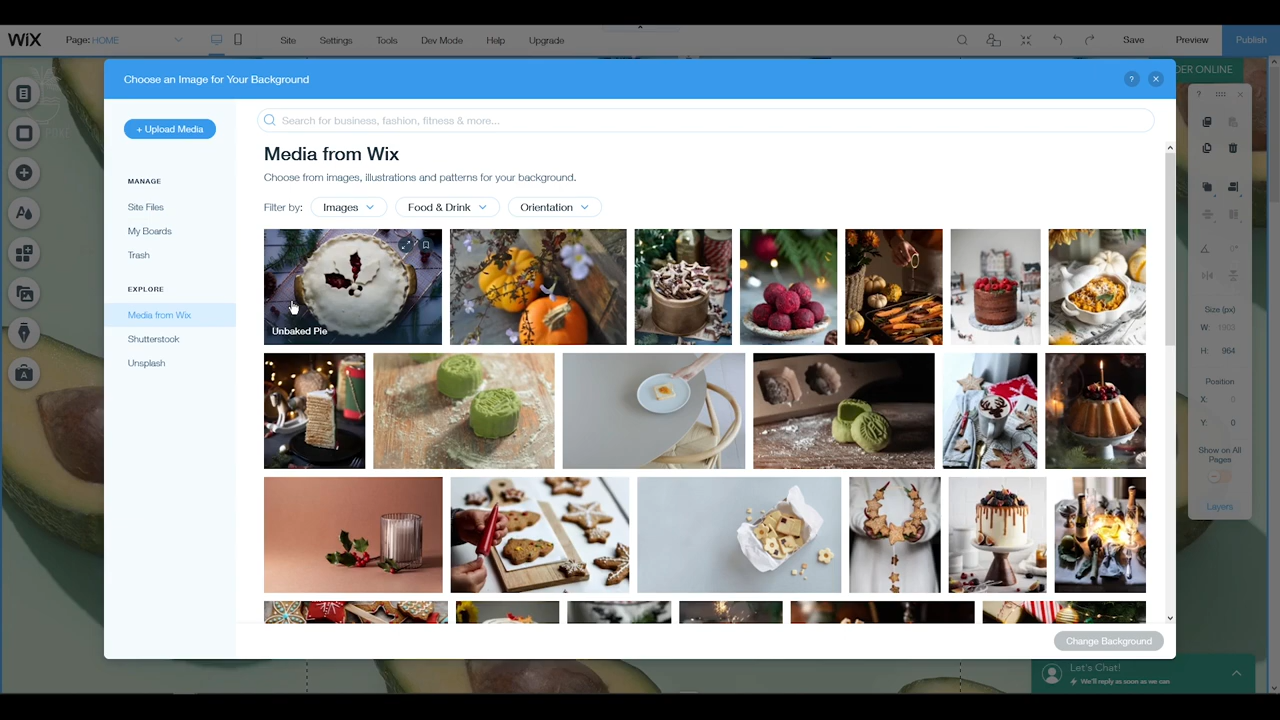 WiX
Page: HOME
Site
Settings
Tools
Dev Mode
Help
Upgrade
Save
Preview
Publish
Choose an Image for Your Background
?
DER ONLINE
+ Upload Media
Search for business, fashion, fitness & more...
MANAGE
Site Files
My Boards
Trash
EXPLORE
Media from Wix
Shutterstock
Unsplash
Media from Wix
Choose from images, illustrations and patterns for your background.
Filter by:
Images
Food & Drink
Orientation
Unbaked Pie
?
Size (px)
W: 1903
H: 964
Position
X: 0
Y: 0
Show on All
Pages
Layers
Change Background
Let's Chat!
We'll reply as soon as we can